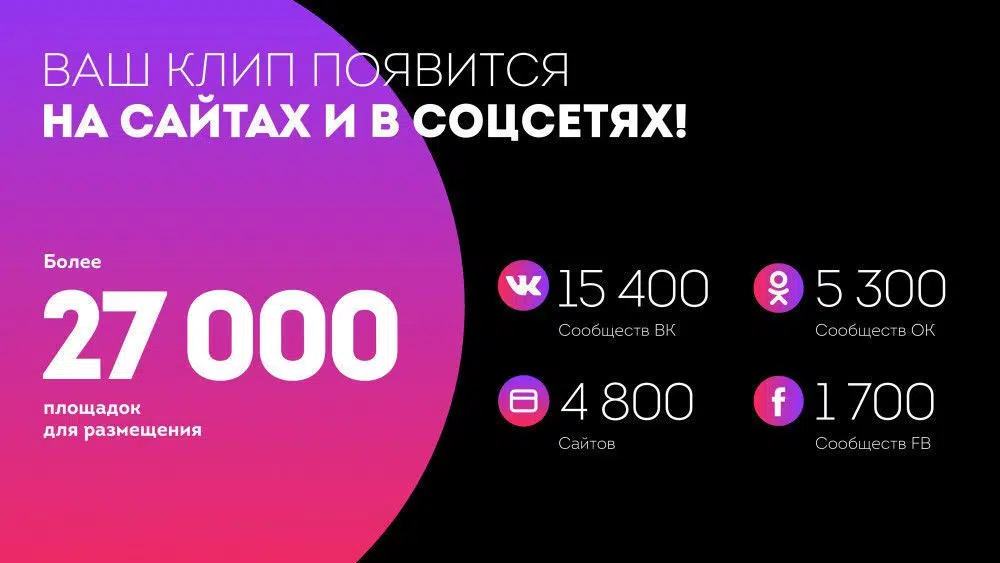 ВАШ КЛИП ПОЯВИТСЯ
НА САЙТАХ И В СОЦСЕТЯХ!
Более
27 000
площадок
для размещения
15 400
Сообществ ВК
5 300
Сообществ ОК
4 800
Сайтов
1 700
Сообществ FB